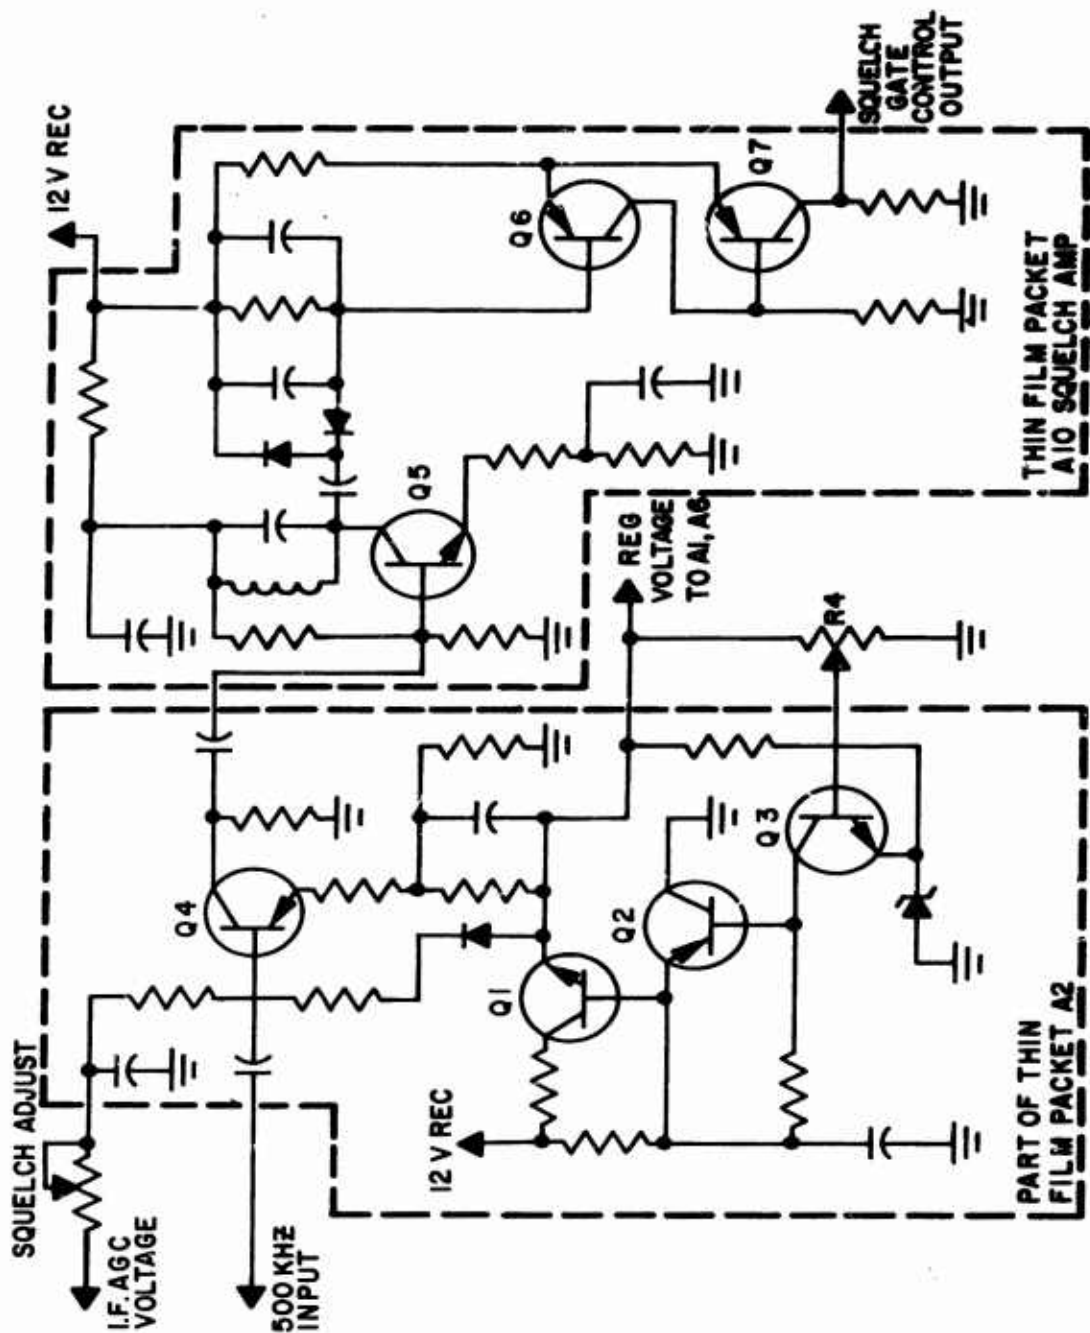 SQUELCH ADJUST
I.F. AGC
VOLTAGE
500 KHZ
INPUT
12 V REC
Q4
Q1
Q2
Q3
PART OF THIN
FILM PACKET A2
12V REC
Q5
Q6
Q7
SQUELCH
GATE
CONTROL
OUTPUT
REG
VOLTAGE
TO A1, A6
R4
THIN FILM PACKET
A10 SQUELCH AMP